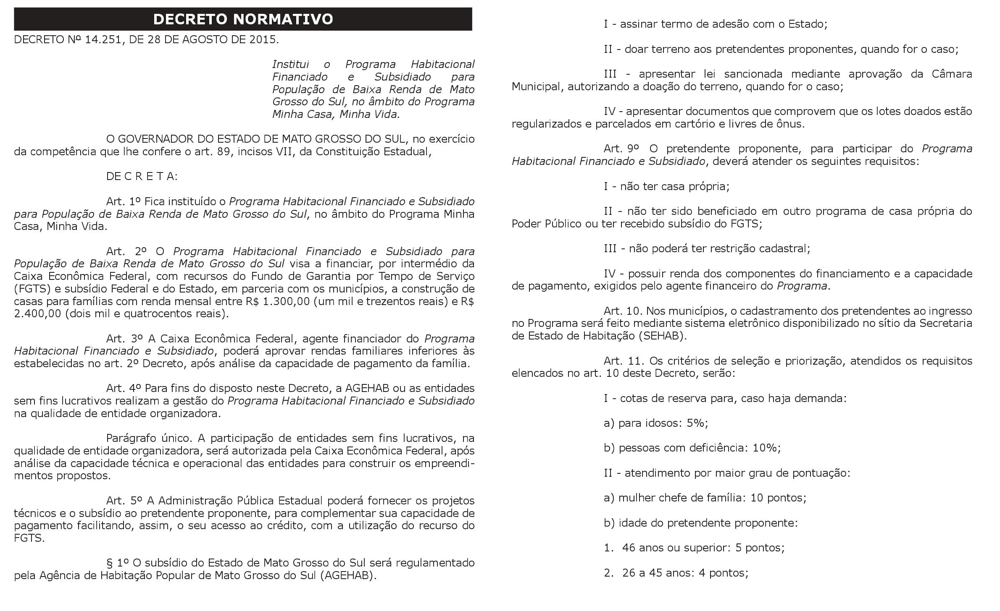 DECRETO NORMATIVO
DECRETO Nº 14.251, DE 28 DE AGOSTO DE 2015.
Institui o Programa Habitacional
Financiado e Subsidiado para
População de Baixa Renda de Mato
Grosso do Sul, no âmbito do Programa
Minha Casa, Minha Vida.
O GOVERNADOR DO ESTADO DE MATO GROSSO DO SUL, no exercício
da competência que lhe confere o art. 89, incisos VII, da Constituição Estadual,
DE C R E T A:
Art. 1º Fica instituído o Programa Habitacional Financiado e Subsidiado
para População de Baixa Renda de Mato Grosso do Sul, no âmbito do Programa Minha
Casa, Minha Vida.
Art. 2º O Programa Habitacional Financiado e Subsidiado para
População de Baixa Renda de Mato Grosso do Sul visa a financiar, por intermédio da
Caixa Econômica Federal, com recursos do Fundo de Garantia por Tempo de Serviço
(FGTS) e subsídio Federal e do Estado, em parceria com os municípios, a construção de
casas para famílias com renda mensal entre R$ 1.300,00 (um mil e trezentos reais) e R$
2.400,00 (dois mil e quatrocentos reais).
Art. 3º A Caixa Econômica Federal, agente financiador do Programa
Habitacional Financiado e Subsidiado, poderá aprovar rendas familiares inferiores às
estabelecidas no art. 2º Decreto, após análise da capacidade de pagamento da família.
Art. 4º Para fins do disposto neste Decreto, a AGEHAB ou as entidades
sem fins lucrativos realizam a gestão do Programa Habitacional Financiado e Subsidiado
na qualidade de entidade organizadora.
Parágrafo único. A participação de entidades sem fins lucrativos, na
qualidade de entidade organizadora, será autorizada pela Caixa Econômica Federal, após
análise da capacidade técnica e operacional das entidades para construir os empreendi-
mentos propostos.
Art. 5º A Administração Pública Estadual poderá fornecer os projetos
técnicos e o subsídio ao pretendente proponente, para complementar sua capacidade de
pagamento facilitando, assim, o seu acesso ao crédito, com a utilização do recurso do
FGTS.
§ 1º O subsídio do Estado de Mato Grosso do Sul será regulamentado
pela Agência de Habitação Popular de Mato Grosso do Sul (AGEHAB).
I - assinar termo de adesão com o Estado;
II - doar terreno aos pretendentes proponentes, quando for o caso;
III - apresentar lei sancionada mediante aprovação da Câmara
Municipal, autorizando a doação do terreno, quando for o caso;
IV - apresentar documentos que comprovem que os lotes doados estão
regularizados e parcelados em cartório e livres de ônus.
Art. 9º O pretendente proponente, para participar do Programa
Habitacional Financiado e Subsidiado, deverá atender os seguintes requisitos:
I - não ter casa própria;
II - não ter sido beneficiado em outro programa de casa própria do
Poder Público ou ter recebido subsídio do FGTS;
III - não poderá ter restrição cadastral;
IV - possuir renda dos componentes do financiamento e a capacidade
de pagamento, exigidos pelo agente financeiro do Programa.
Art. 10. Nos municípios, o cadastramento dos pretendentes ao ingresso
no Programa será feito mediante sistema eletrônico disponibilizado no sítio da Secretaria
de Estado de Habitação (SEHAB).
Art. 11. Os critérios de seleção e priorização, atendidos os requisitos
elencados no art. 10 deste Decreto, serão:
I - cotas de reserva para, caso haja demanda:
a) para idosos: 5%;
b) pessoas com deficiência: 10%;
II - atendimento por maior grau de pontuação:
a) mulher chefe de família: 10 pontos;
b) idade do pretendente proponente:
1. 46 anos ou superior: 5 pontos;
2. 26 a 45 anos: 4 pontos;